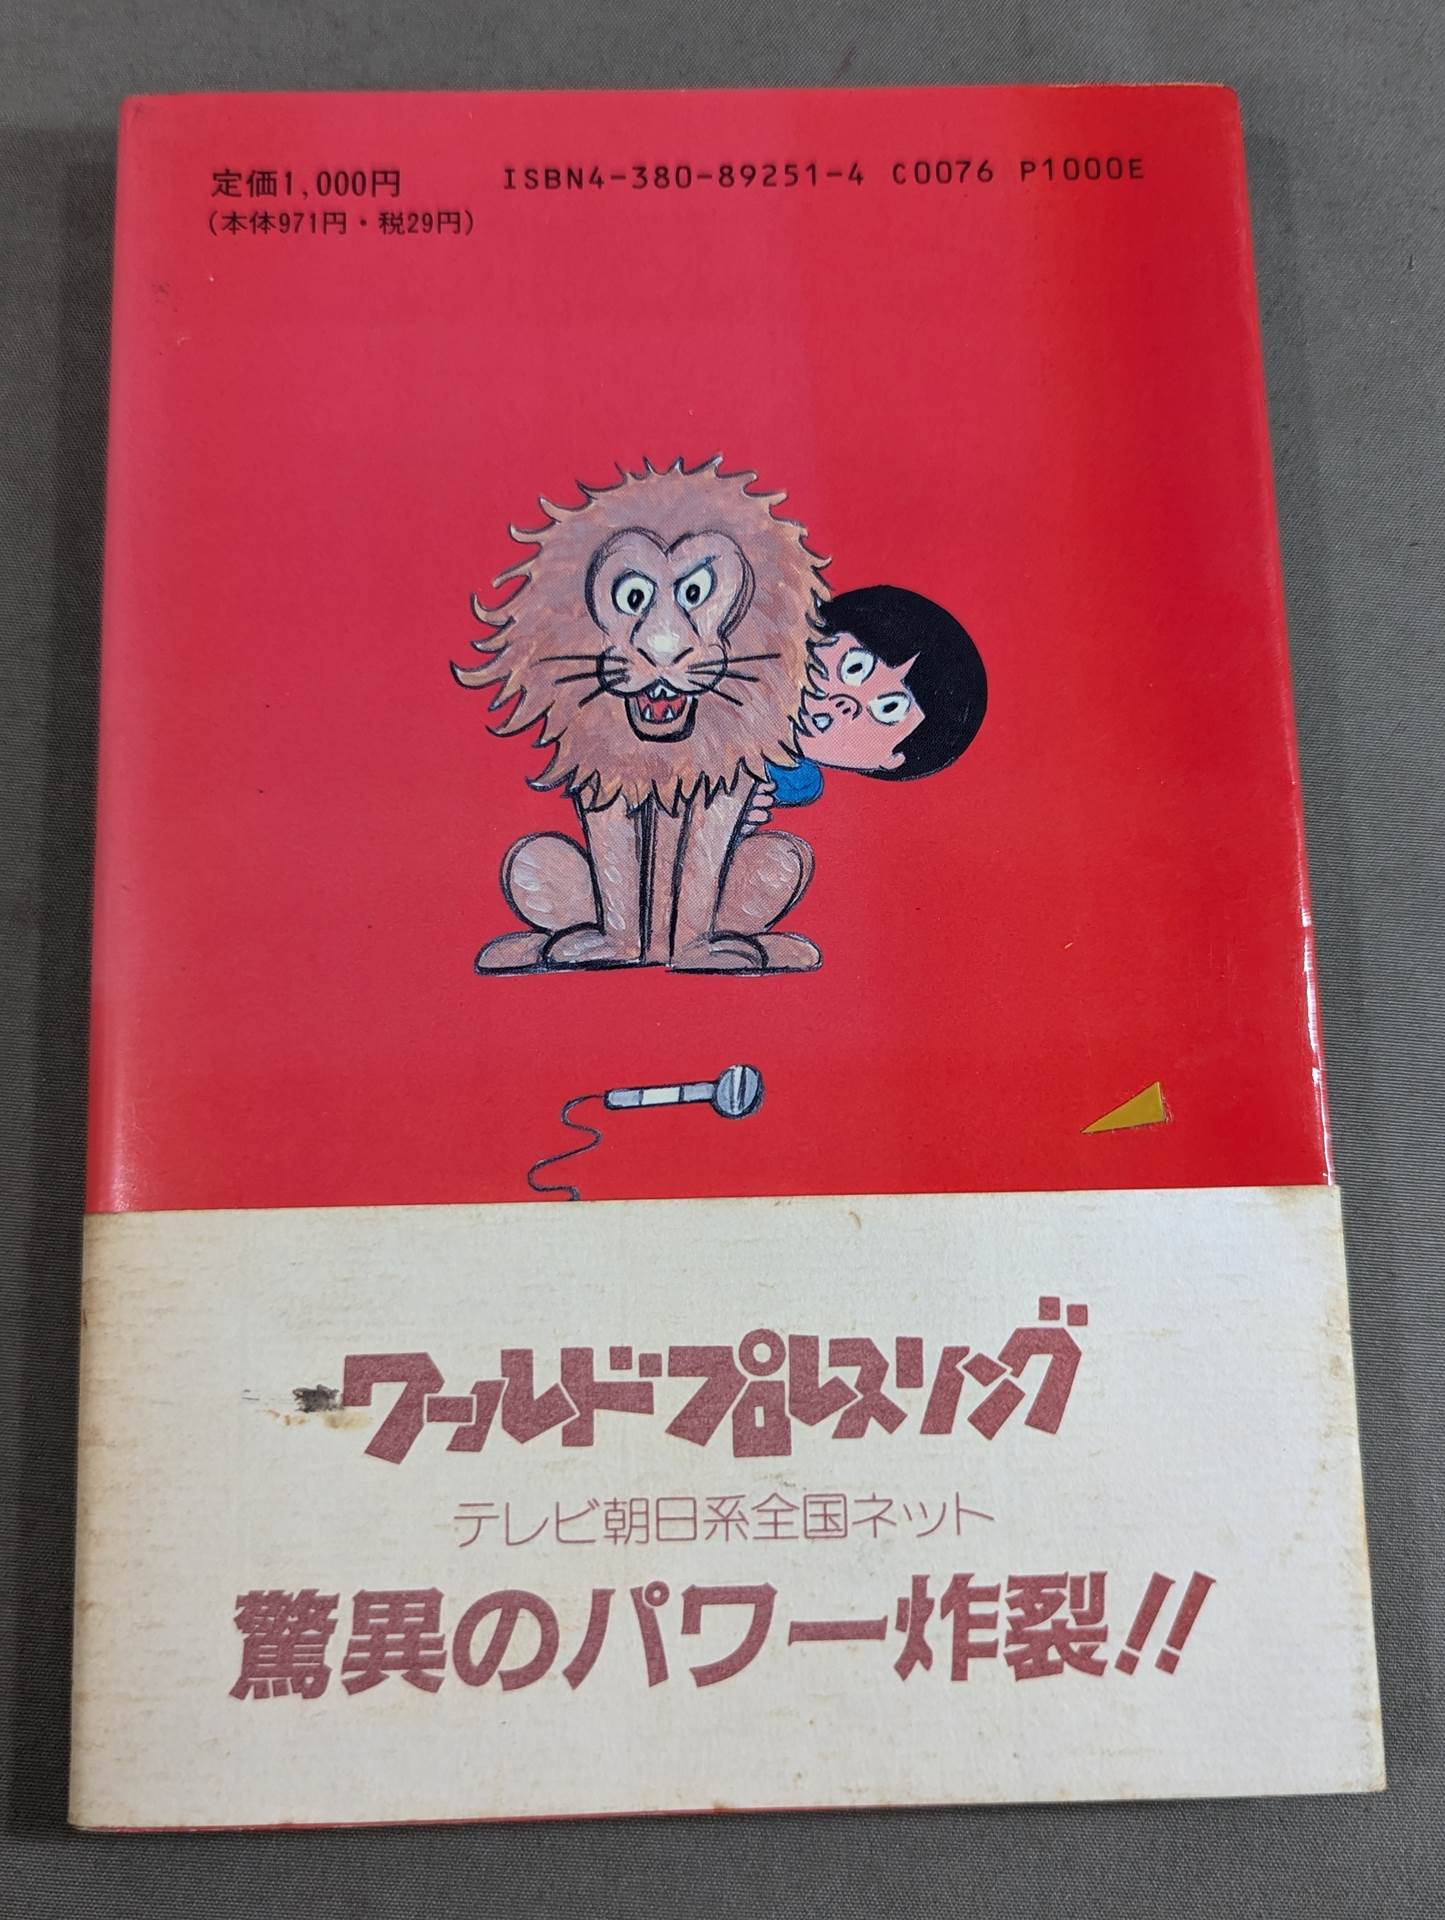 定価1,000円
(本体971円・税29円)
ISBN4-380-89251-4 C0076 P1000E
ワールドプロレスリング
テレビ朝日系全国ネット
驚異のパワー炸裂!!